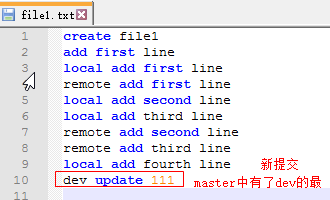 file1.txt
1 create file1
2 add first line
3 local add first line
4 remote add first line
5 local add second line
6 local add third line
7 remote add second line
8 remote add third line
9 local add fourth line
10 dev update 111
11
新提交
master中有了dev的最